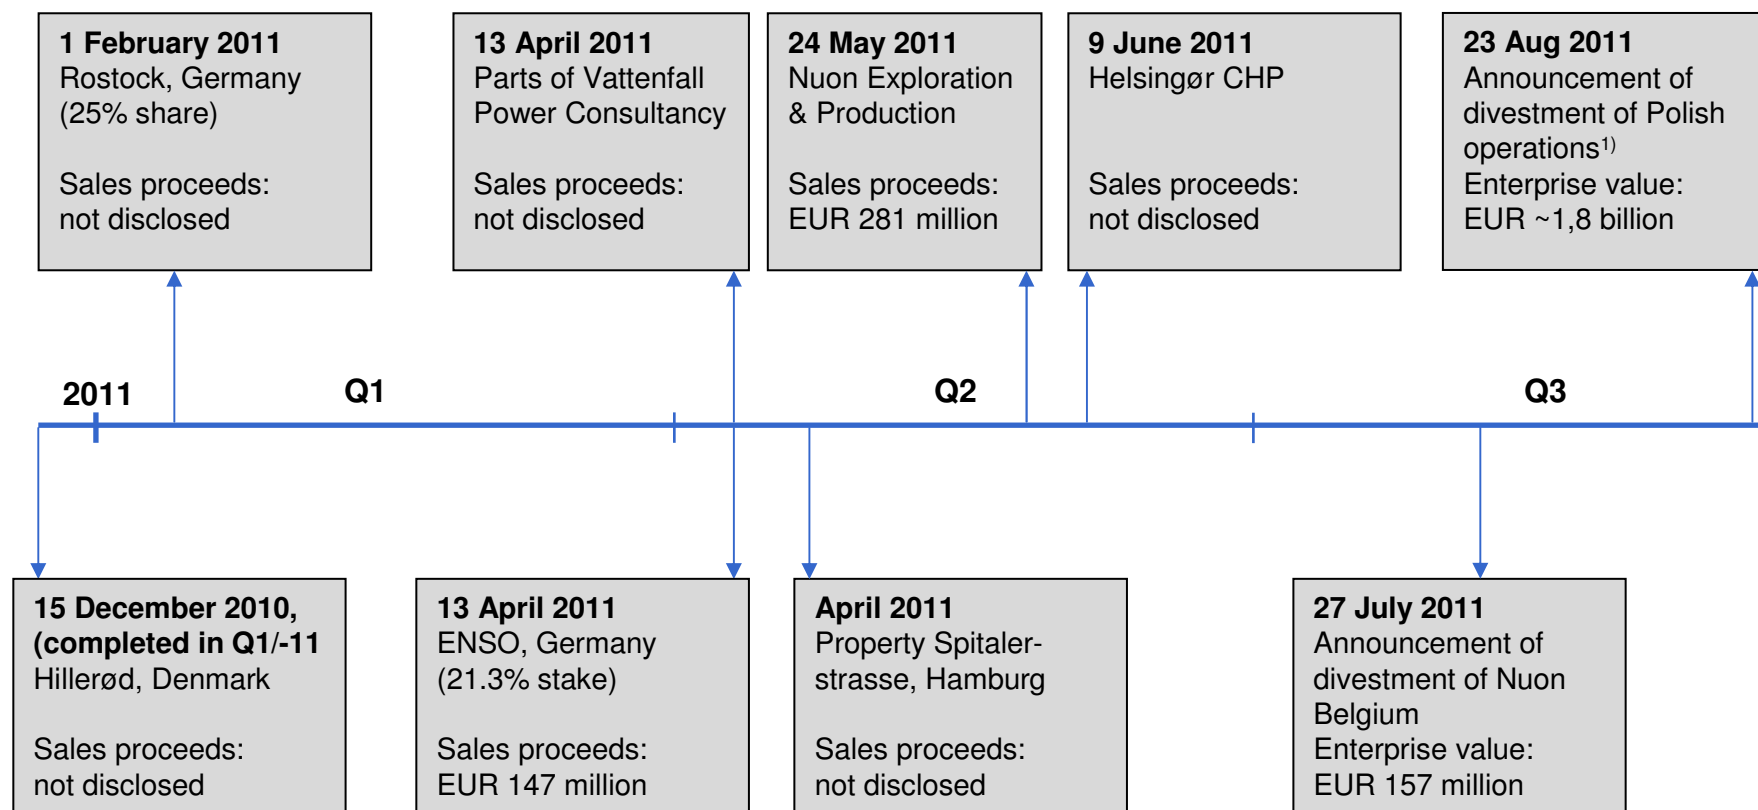 1 February 2011
Rostock, Germany
(25% share)
Sales proceeds:
not disclosed
13 April 2011
Parts of Vattenfall
Power Consultancy
Sales proceeds:
not disclosed
24 May 2011
Nuon Exploration
& Production
Sales proceeds:
EUR 281 million
9 June 2011
Helsingør CHP
Sales proceeds:
not disclosed
23 Aug 2011
Announcement of
divestment of Polish
operations¹⁾
Enterprise value:
EUR ~1,8 billion
2011
Q1
Q2
Q3
15 December 2010,
(completed in Q1/-11
Hillerød, Denmark
Sales proceeds:
not disclosed
13 April 2011
ENSO, Germany
(21.3% stake)
Sales proceeds:
EUR 147 million
April 2011
Property Spitaler-
strasse, Hamburg
Sales proceeds:
not disclosed
27 July 2011
Announcement of
divestment of Nuon
Belgium
Enterprise value:
EUR 157 million